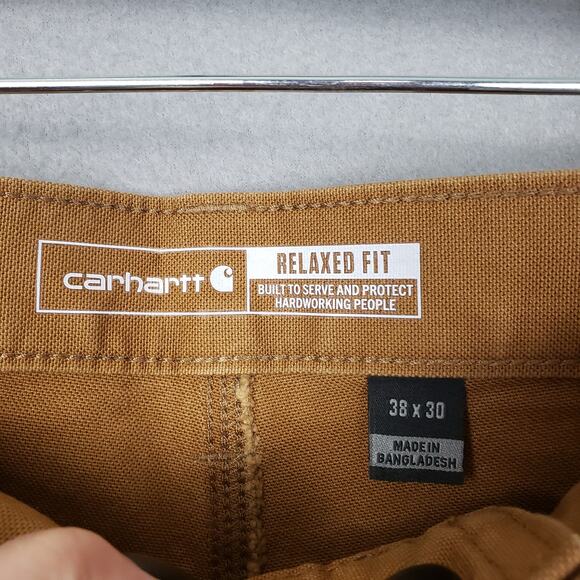 carhartt
RELAXED FIT
BUILT TO SERVE AND PROTECT
HARDWORKING PEOPLE
38 x 30
MADE IN
BANGLADESH